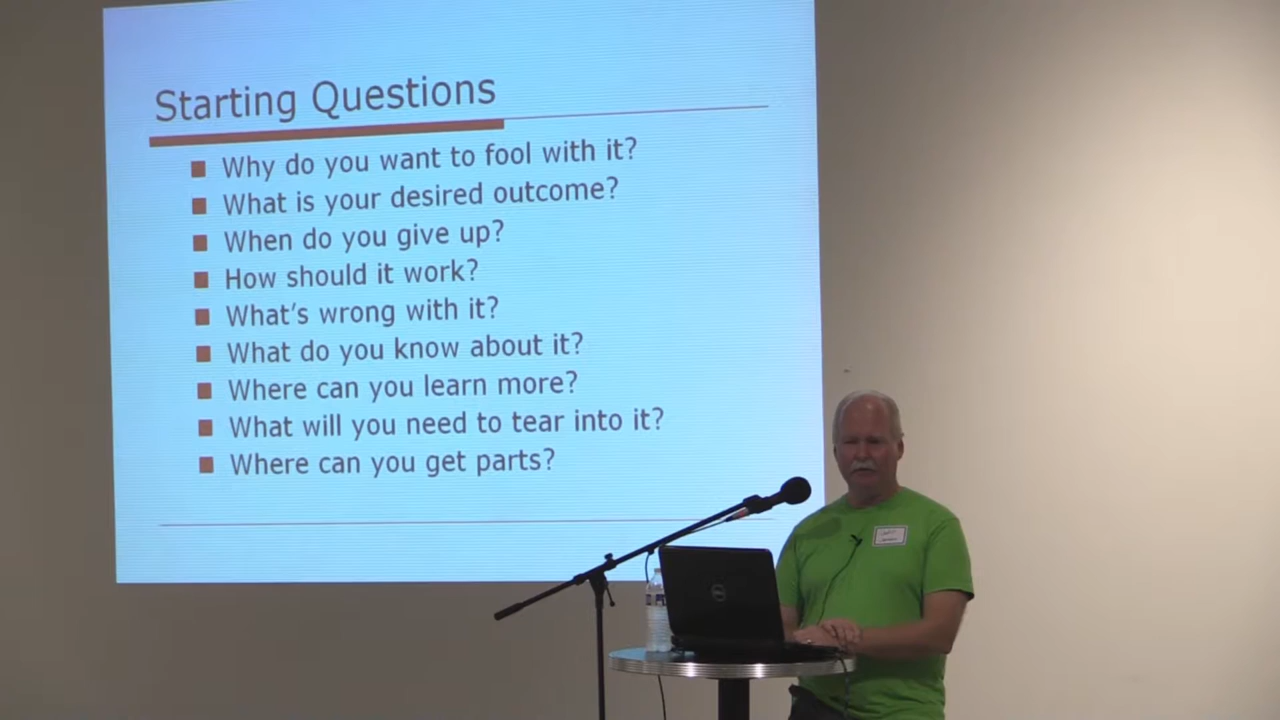 Starting Questions
Why do you want to fool with it?
What is your desired outcome?
When do you give up?
How should it work?
What's wrong with it?
What do you know about it?
Where can you learn more?
What will you need to tear into it?
Where can you get parts?
DELL